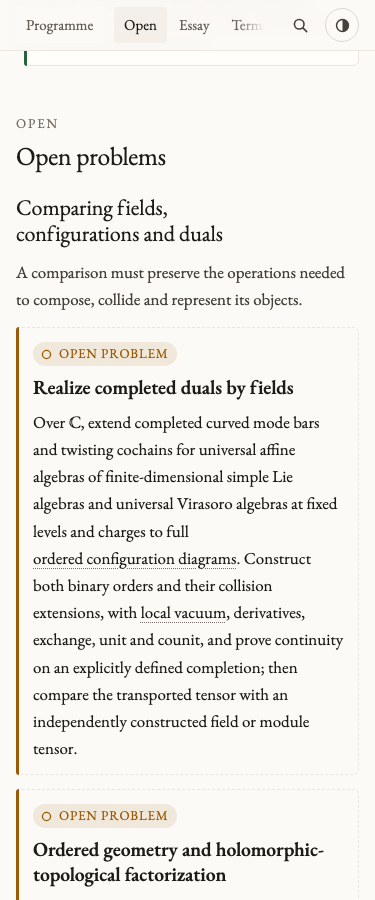 Programme Open Essay
OPEN
Open problems
Comparing fields,
configurations and duals
A comparison must preserve the operations needed
to compose, collide and represent its objects.
OPEN PROBLEM
Realize completed duals by fields
Over ℂ, extend completed curved mode bars
and twisting cochains for universal affine
algebras of finite-dimensional simple Lie
algebras and universal Virasoro algebras at fixed
levels and charges to full
ordered configuration diagrams. Construct
both binary orders and their collision
extensions, with local vacuum, derivatives,
exchange, unit and counit, and prove continuity
on an explicitly defined completion; then
compare the transported tensor with an
independently constructed field or module
tensor.
OPEN PROBLEM
Ordered geometry and holomorphic-
topological factorization